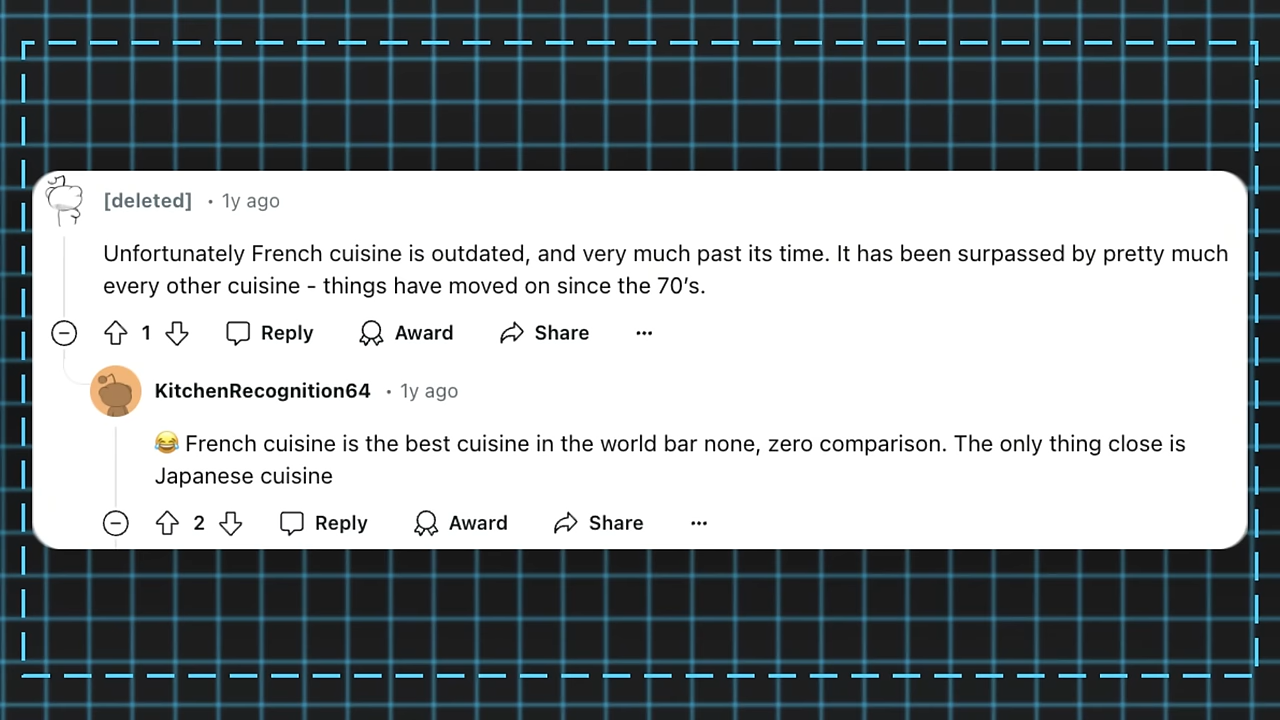 [deleted] • 1y ago
Unfortunately French cuisine is outdated, and very much past its time. It has been surpassed by pretty much
every other cuisine - things have moved on since the 70’s.
1 Reply Award Share ...
KitchenRecognition64 • 1y ago
😂 French cuisine is the best cuisine in the world bar none, zero comparison. The only thing close is
Japanese cuisine
2 Reply Award Share ...